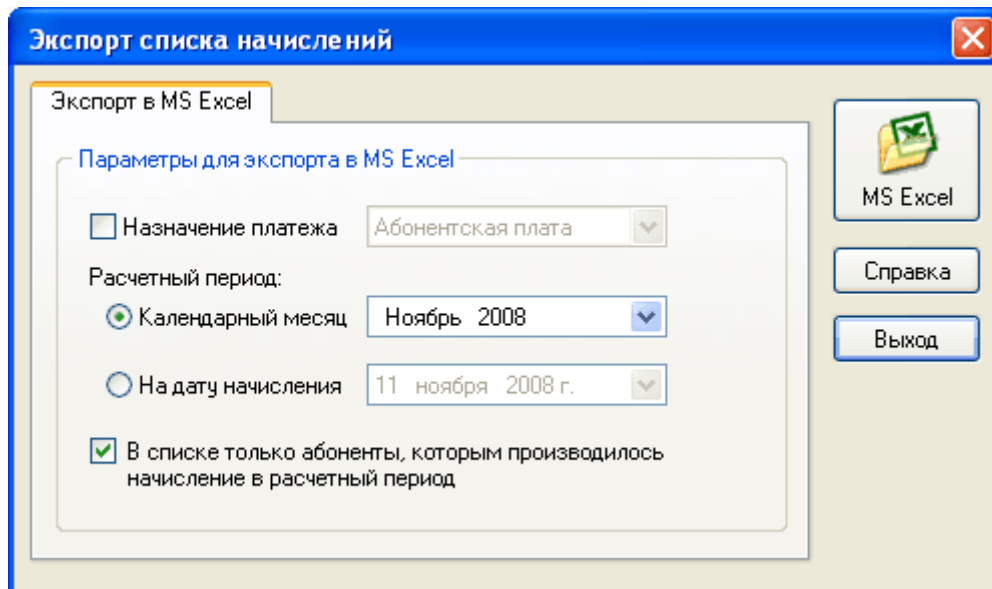 Экспорт списка начислений
Экспорт в MS Excel
Параметры для экспорта в MS Excel
Назначение платежа
Абонентская плата
Расчетный период:
Календарный месяц
Ноябрь 2008
На дату начисления
11 ноября 2008 г.
В списке только абоненты, которым производилось
начисление в расчетный период
MS Excel
Справка
Выход